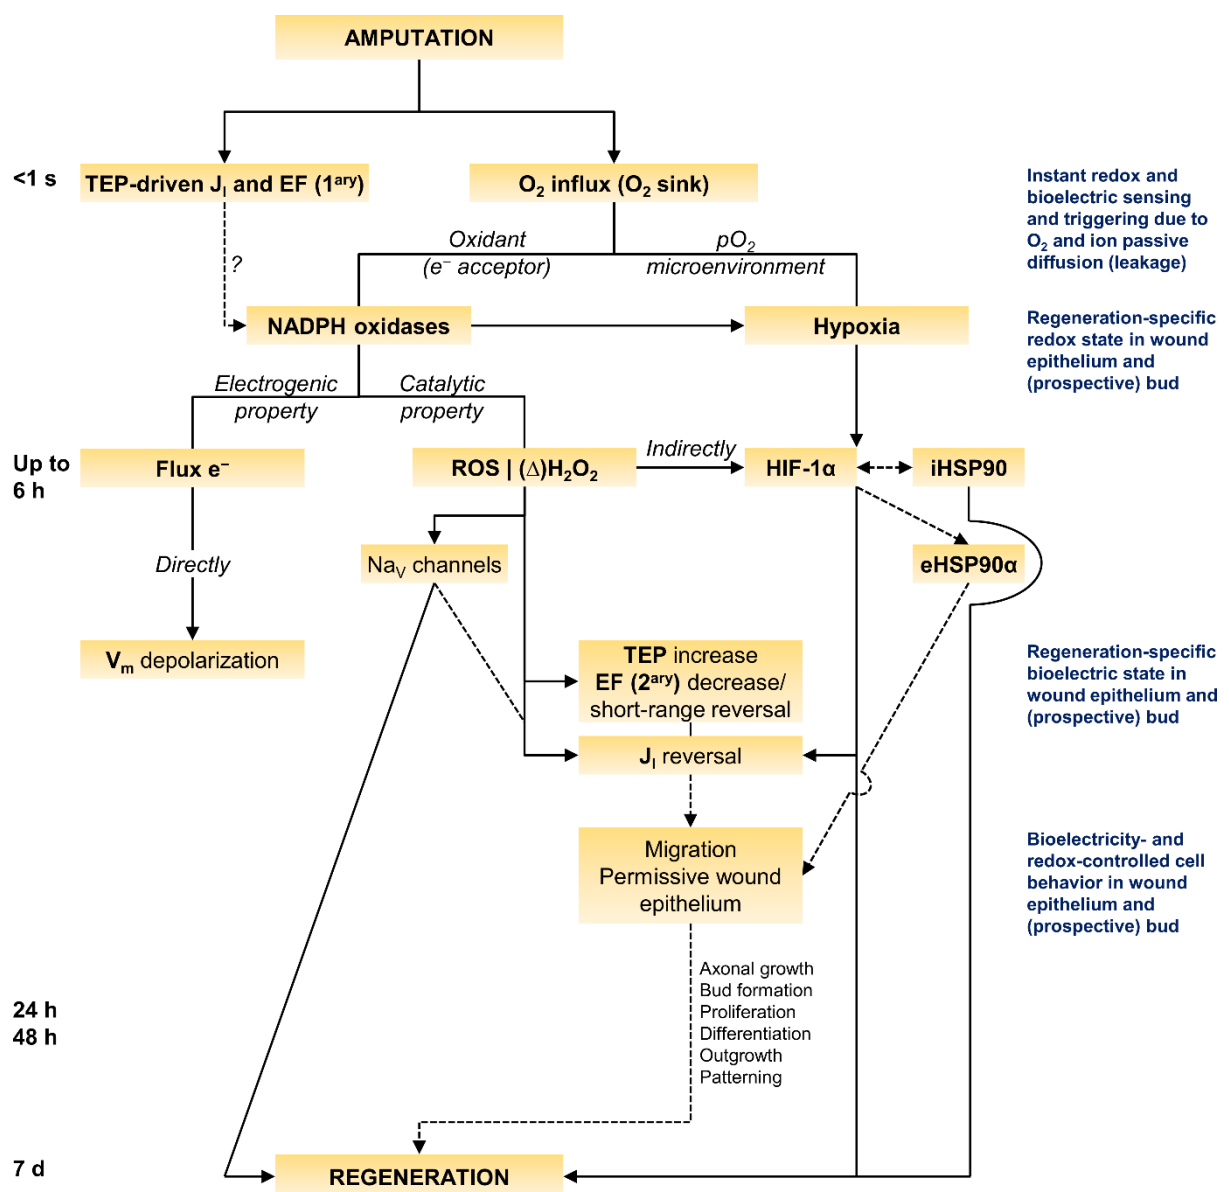 AMPUTATION
<1 s
TEP-driven Jᵢ and EF (1ᵃʳʸ)
O₂ influx (O₂ sink)
Instant redox and
bioelectric sensing
and triggering due to
O₂ and ion passive
diffusion (leakage)
Oxidant
(e⁻ acceptor)
pO₂
microenvironment
?
NADPH oxidases
Hypoxia
Regeneration-specific
redox state in wound
epithelium and
(prospective) bud
Electrogenic
property
Catalytic
property
Up to
6 h
Flux e⁻
ROS | (Δ)H₂O₂
Indirectly
HIF-1α
iHSP90
Directly
Naᵥ channels
eHSP90α
Vₘ depolarization
TEP increase
EF (2ᵃʳʸ) decrease/
short-range reversal
Jᵢ reversal
Regeneration-specific
bioelectric state in
wound epithelium and
(prospective) bud
Migration
Permissive wound
epithelium
Bioelectricity- and
redox-controlled cell
behavior in wound
epithelium and
(prospective) bud
Axonal growth
Bud formation
Proliferation
Differentiation
Outgrowth
Patterning
24 h
48 h
7 d
REGENERATION